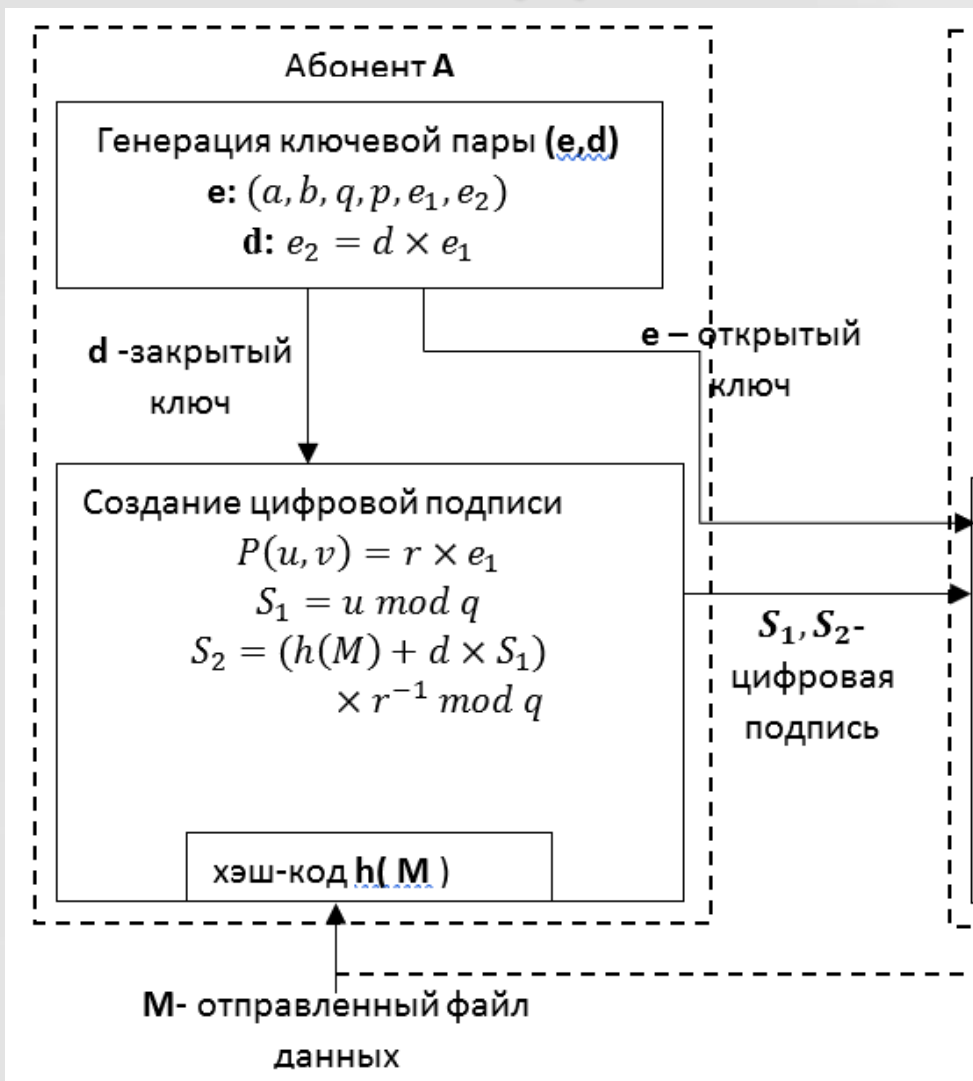 Абонент A
Генерация ключевой пары (e,d)
e: (a, b, q, p, e₁, e₂)
d: e₂ = d × e₁
d -закрытый
ключ
e – открытый
ключ
Создание цифровой подписи
P(u, v) = r × e₁
S₁ = u mod q
S₂ = (h(M) + d × S₁)
× r⁻¹ mod q
S₁, S₂-
цифровая
подпись
хэш-код h( M )
M- отправленный файл
данных